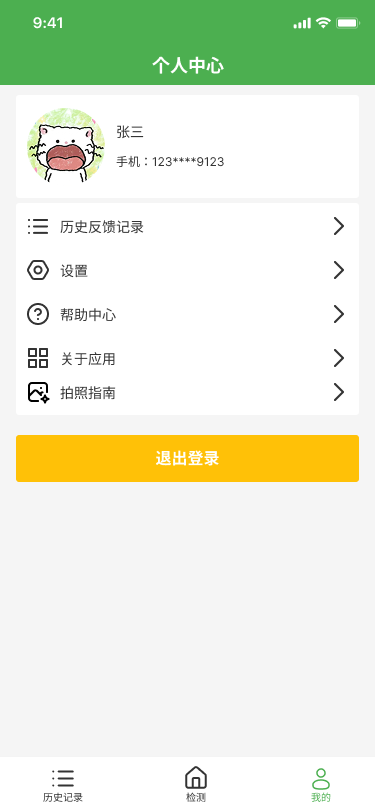 9:41
个人中心
张三
手机：123****9123
历史反馈记录
设置
帮助中心
关于应用
拍照指南
退出登录
历史记录 检测 我的